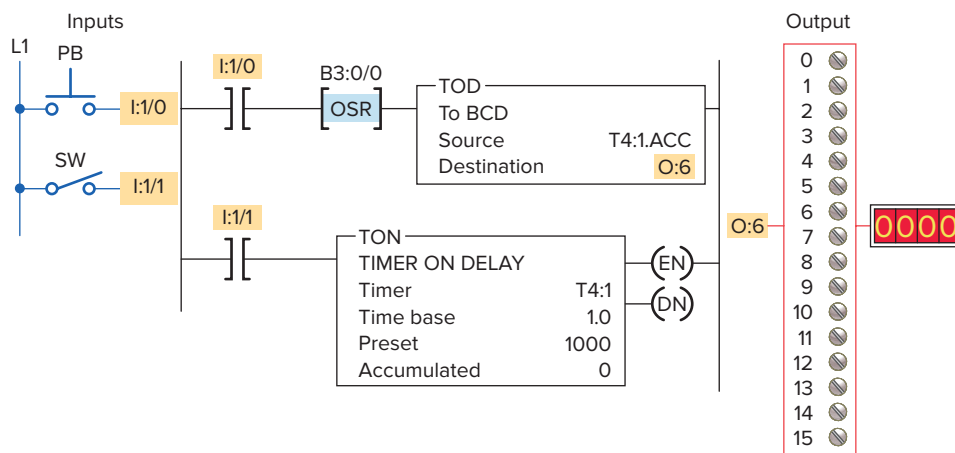 Inputs
L1
PB
I:1/0
SW
I:1/1
I:1/0
B3:0/0
OSR
TOD
To BCD
Source T4:1.ACC
Destination O:6
I:1/1
TON
TIMER ON DELAY
Timer T4:1
Time base 1.0
Preset 1000
Accumulated 0
EN
DN
Output
O:6
0
1
2
3
4
5
6
7
8
9
10
11
12
13
14
15
0000